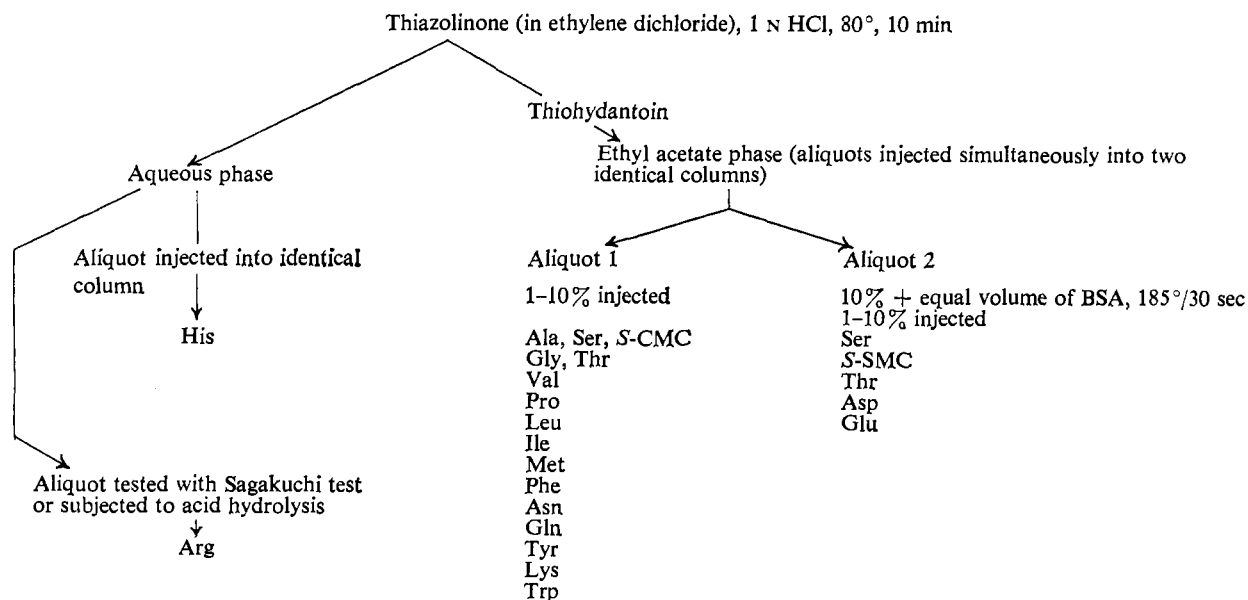 Thiazolinone (in ethylene dichloride), 1 N HCl, 80°, 10 min
Thiohydantoin
Ethyl acetate phase (aliquots injected simultaneously into two
identical columns)
Aqueous phase
Aliquot injected into identical
column
His
Aliquot tested with Sagakuchi test
or subjected to acid hydrolysis
Arg
Aliquot 1
1–10% injected
Ala, Ser, S-CMC
Gly, Thr
Val
Pro
Leu
Ile
Met
Phe
Asn
Gln
Tyr
Lys
Trp
Aliquot 2
10% + equal volume of BSA, 185°/30 sec
1–10% injected
Ser
S-SMC
Thr
Asp
Glu